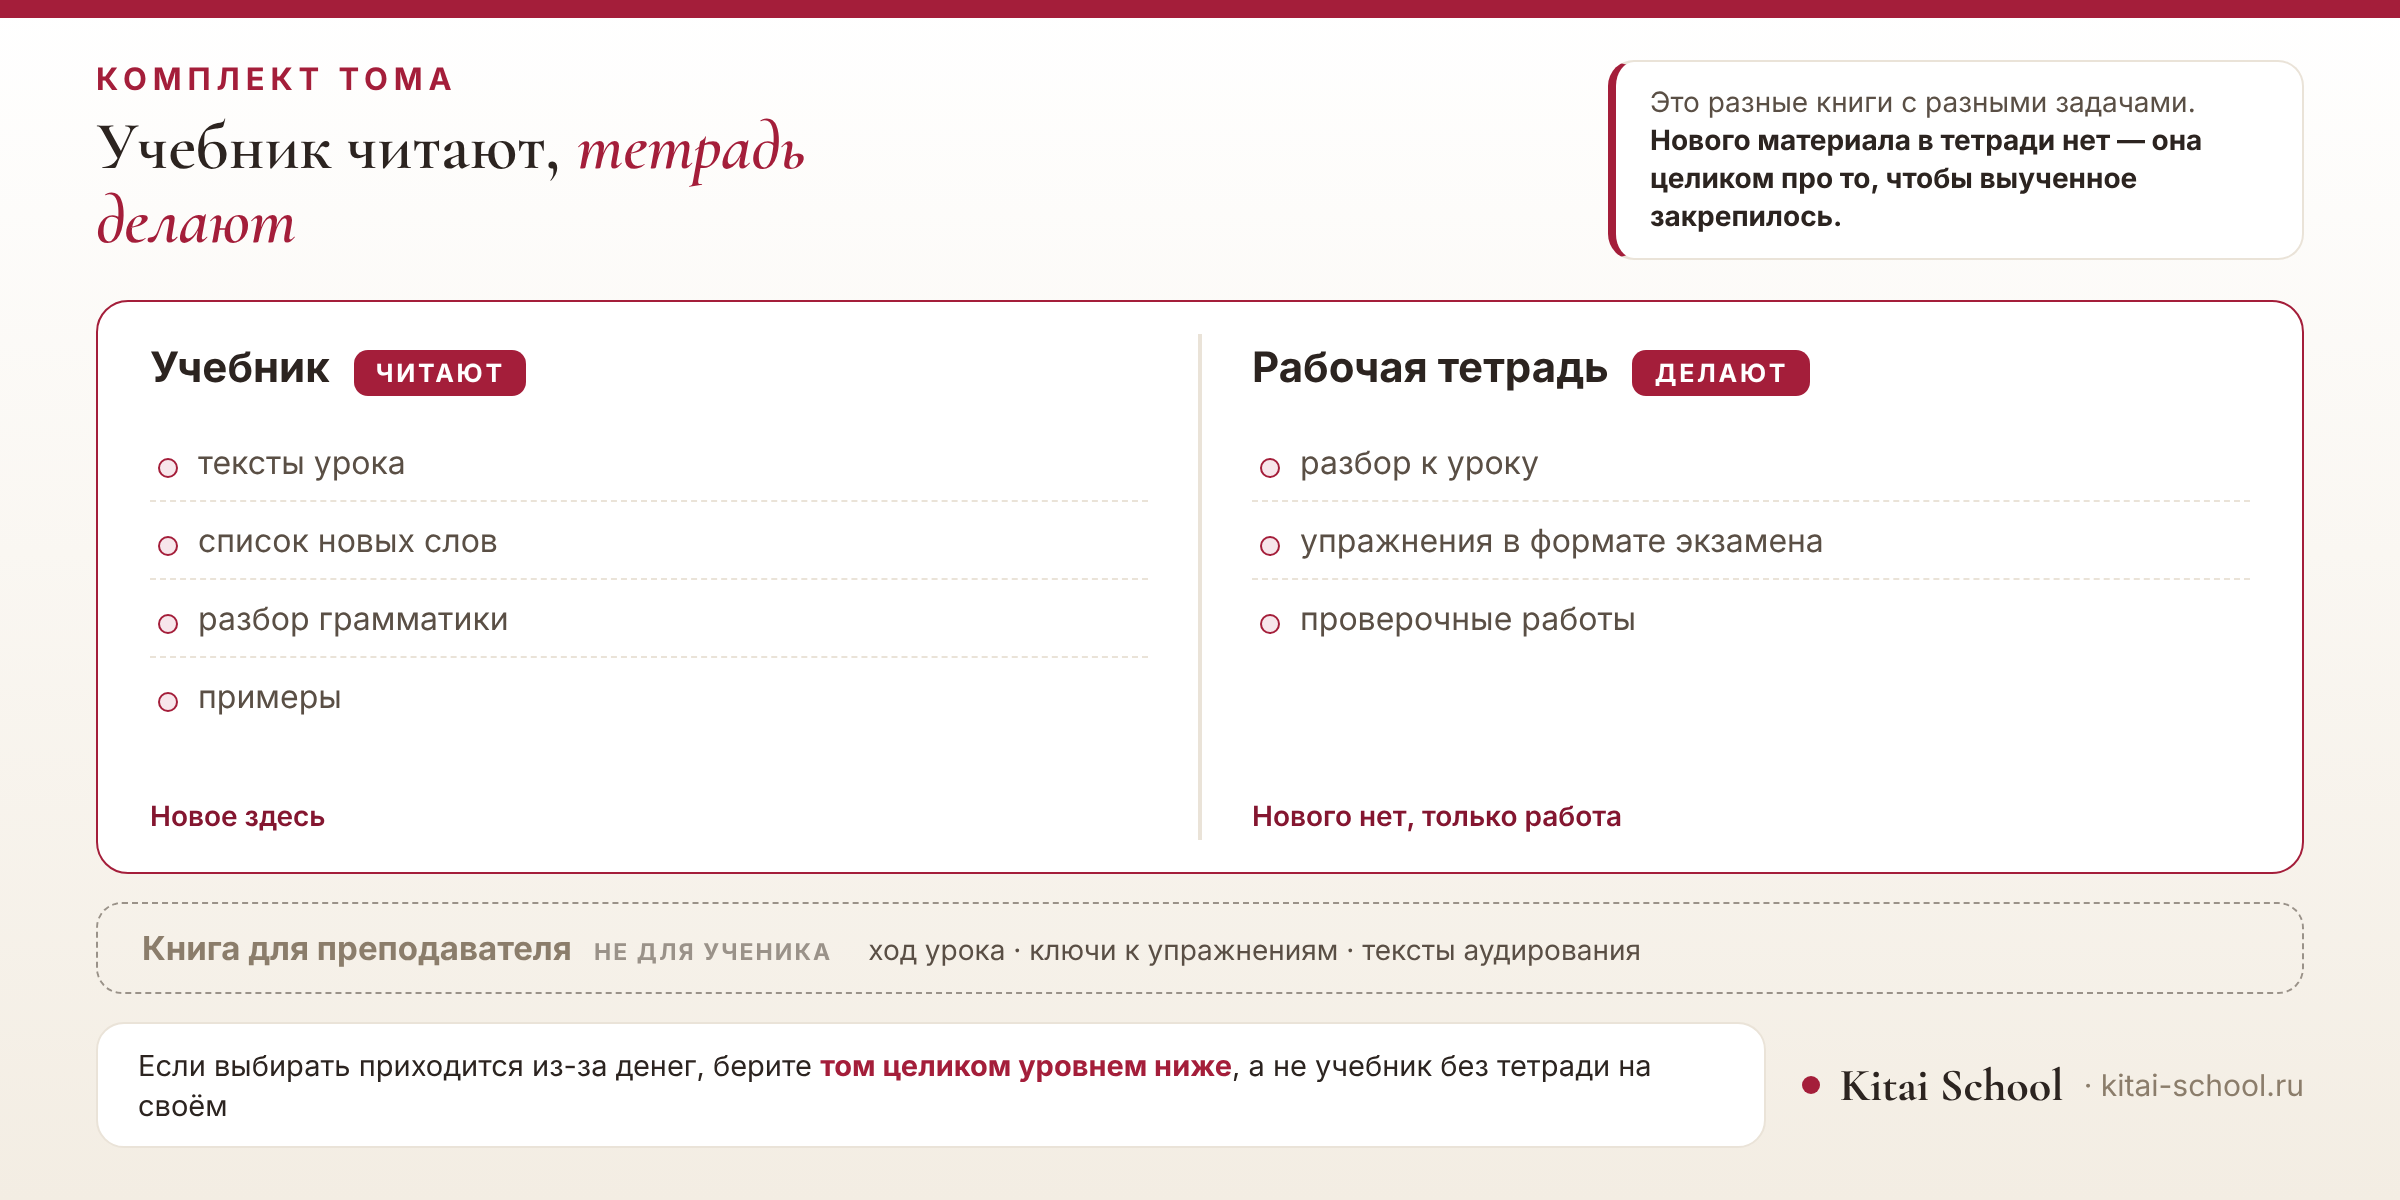 КОМПЛЕКТ ТОМА
Учебник читают, тетрадь
делают
Это разные книги с разными задачами.
Нового материала в тетради нет — она
целиком про то, чтобы выученное
закрепилось.
Учебник ЧИТАЮТ
тексты урока
список новых слов
разбор грамматики
примеры
Новое здесь
Рабочая тетрадь ДЕЛАЮТ
разбор к уроку
упражнения в формате экзамена
проверочные работы
Нового нет, только работа
Книга для преподавателя НЕ ДЛЯ УЧЕНИКА ход урока · ключи к упражнениям · тексты аудирования
Если выбирать приходится из-за денег, берите том целиком уровнем ниже, а не учебник без тетради на
своём
Kitai School · kitai-school.ru